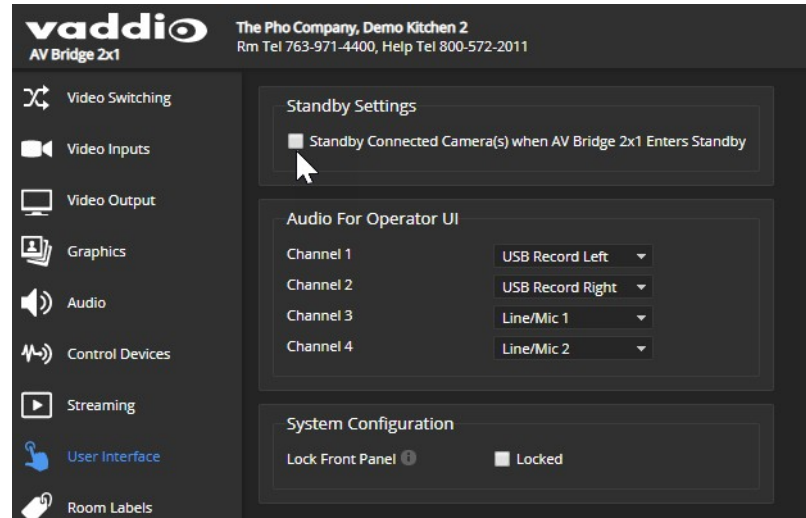 vaddio
AV Bridge 2x1
The Pho Company, Demo Kitchen 2
Rm Tel 763-971-4400, Help Tel 800-572-2011
Video Switching
Video Inputs
Video Output
Graphics
Audio
Control Devices
Streaming
User Interface
Room Labels
Standby Settings
Standby Connected Camera(s) when AV Bridge 2x1 Enters Standby
Audio For Operator UI
Channel 1 USB Record Left
Channel 2 USB Record Right
Channel 3 Line/Mic 1
Channel 4 Line/Mic 2
System Configuration
Lock Front Panel i Locked